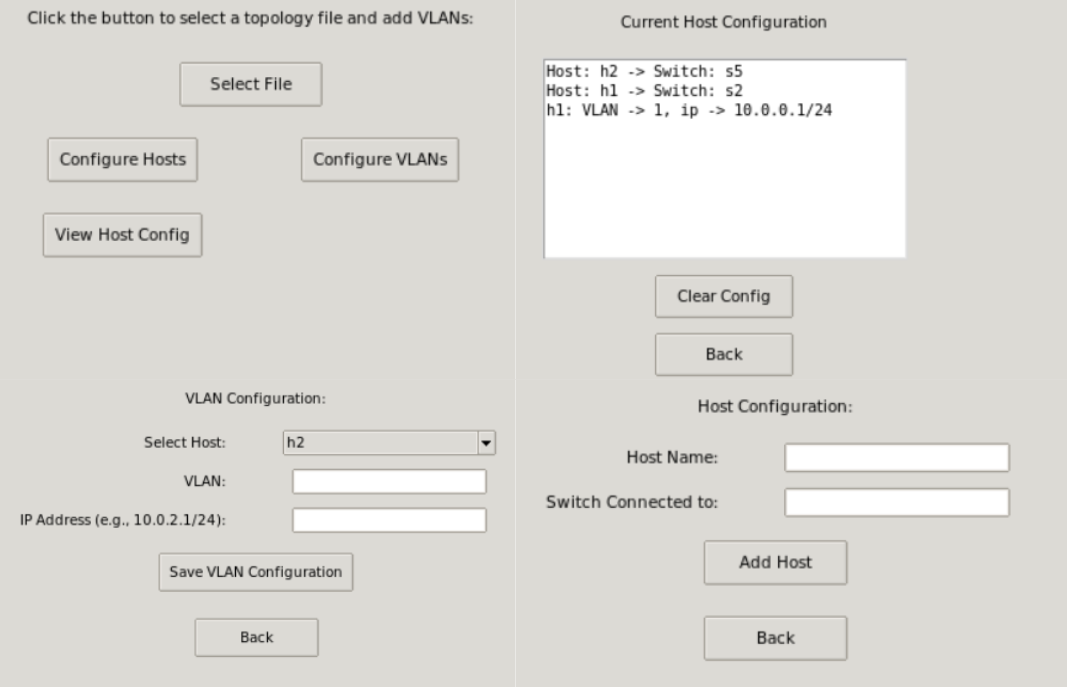 Click the button to select a topology file and add VLANs:
Select File
Configure Hosts
Configure VLANs
View Host Config
Current Host Configuration
Host: h2 -> Switch: s5
Host: h1 -> Switch: s2
h1: VLAN -> 1, ip -> 10.0.0.1/24
Clear Config
Back
VLAN Configuration:
Select Host: h2
VLAN:
IP Address (e.g., 10.0.2.1/24):
Save VLAN Configuration
Back
Host Configuration:
Host Name:
Switch Connected to:
Add Host
Back